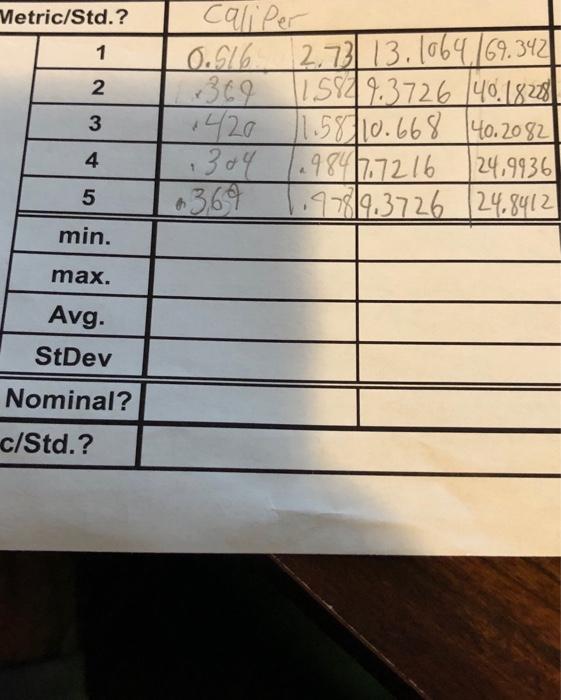 Metric/Std.? Caliper
1 0.516 2.73 13.1064 69.342
2 .369 1.582 9.3726 40.1828
3 .420 1.583 10.668 40.2082
4 .304 .984 7.7216 24.9936
5 .369 .978 9.3726 24.8412
min.
max.
Avg.
StDev
Nominal?
c/Std.?